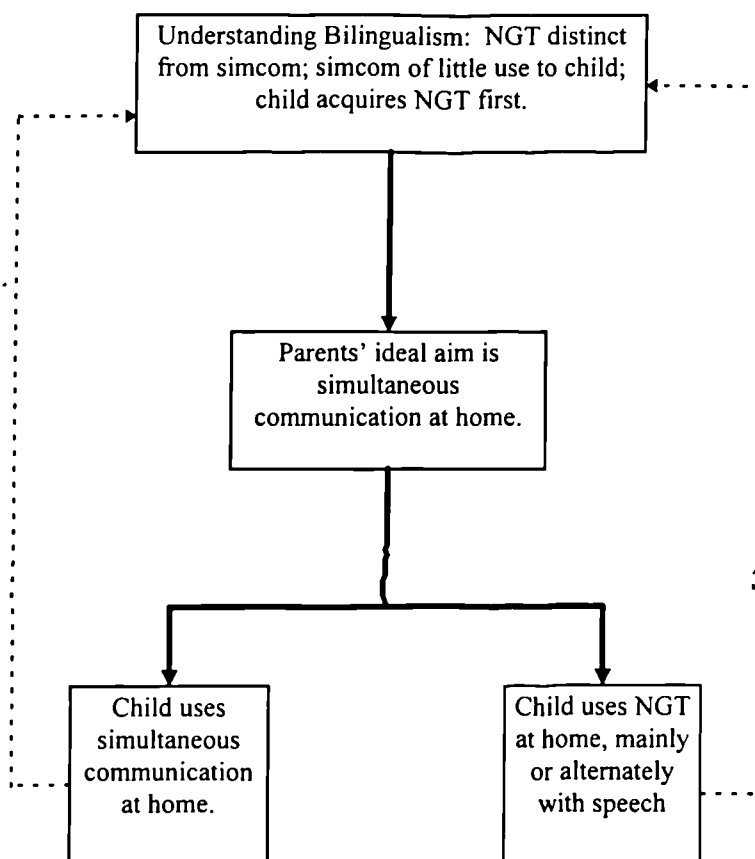 Understanding Bilingualism: NGT distinct
from simcom; simcom of little use to child;
child acquires NGT first.
Parents' ideal aim is
simultaneous
communication at home.
Child uses
simultaneous
communication
at home.
Child uses NGT
at home, mainly
or alternately
with speech